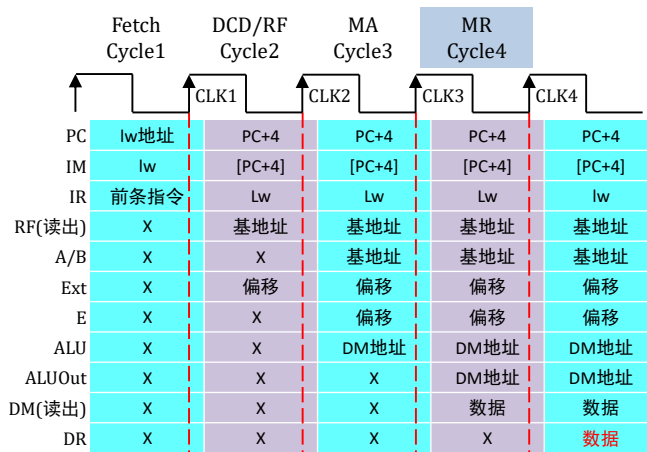 Fetch DCD/RF MA MR
Cycle1 Cycle2 Cycle3 Cycle4
CLK1 CLK2 CLK3 CLK4
PC lw地址 PC+4 PC+4 PC+4 PC+4
IM lw [PC+4] [PC+4] [PC+4] [PC+4]
IR 前条指令 Lw Lw Lw lw
RF(读出) X 基地址 基地址 基地址 基地址
A/B X X 基地址 基地址 基地址
Ext X 偏移 偏移 偏移 偏移
E X X 偏移 偏移 偏移
ALU X X DM地址 DM地址 DM地址
ALUOut X X X DM地址 DM地址
DM(读出) X X X 数据 数据
DR X X X X 数据